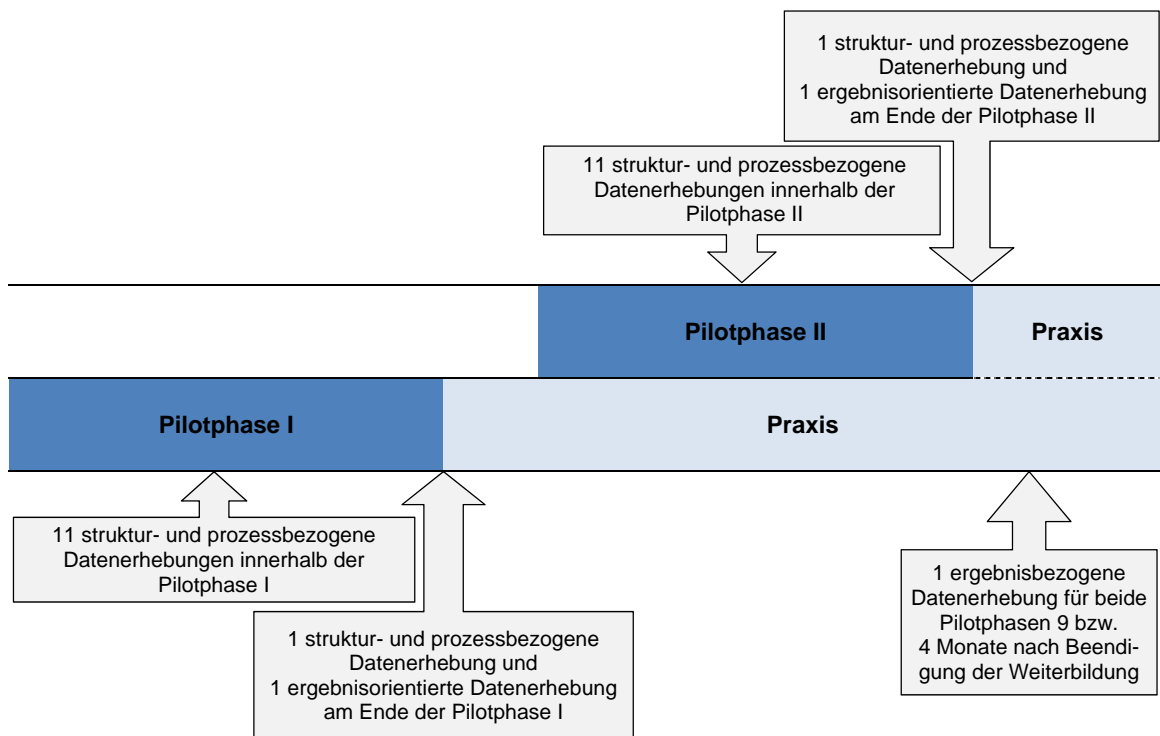 1 struktur- und prozessbezogene
Datenerhebung und
1 ergebnisorientierte Datenerhebung
am Ende der Pilotphase II
11 struktur- und prozessbezogene
Datenerhebungen innerhalb der
Pilotphase II
Pilotphase II
Praxis
Pilotphase I
Praxis
11 struktur- und prozessbezogene
Datenerhebungen innerhalb der
Pilotphase I
1 struktur- und prozessbezogene
Datenerhebung und
1 ergebnisorientierte Datenerhebung
am Ende der Pilotphase I
1 ergebnisbezogene
Datenerhebung für beide
Pilotphasen 9 bzw.
4 Monate nach Beendi-
gung der Weiterbildung